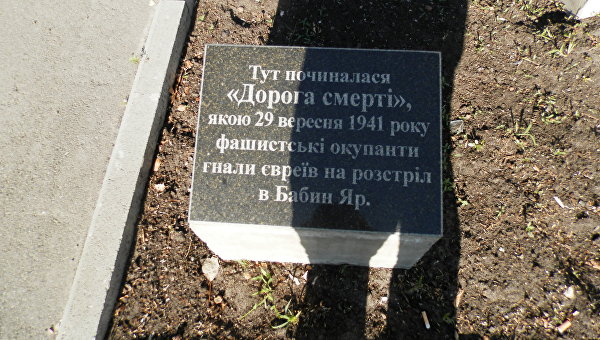 Тут починалася
«Дорога смерті»,
якою 29 вересня 1941 року
фашистські окупанти
гнали євреїв на розстріл
в Бабин Яр.